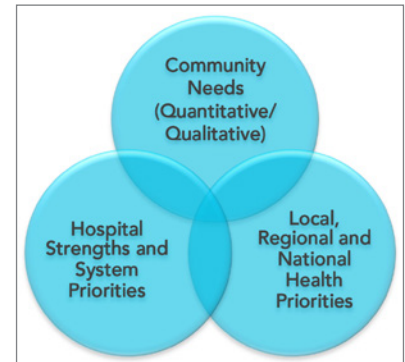 Community
Needs
(Quantitative/
Qualitative)
Hospital
Strengths and
System
Priorities
Local,
Regional and
National
Health
Priorities